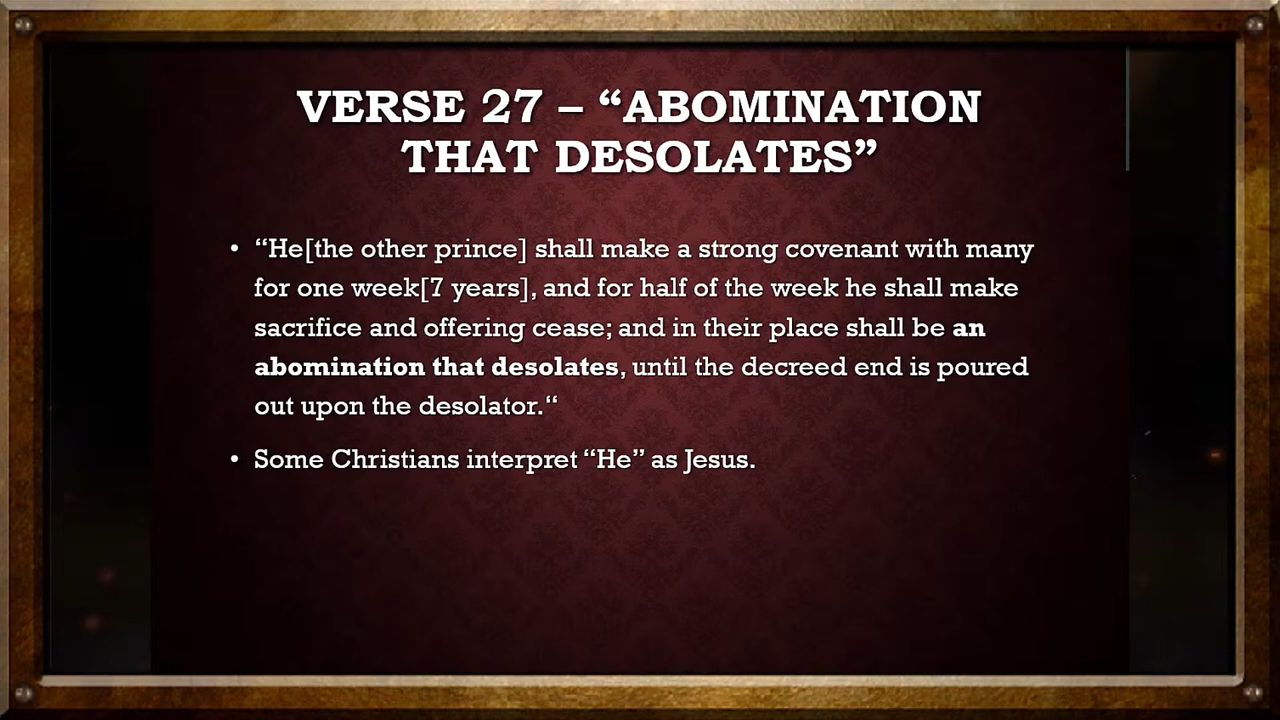 VERSE 27 – “ABOMINATION
THAT DESOLATES”
• “He[the other prince] shall make a strong covenant with many
for one week[7 years], and for half of the week he shall make
sacrifice and offering cease; and in their place shall be an
abomination that desolates, until the decreed end is poured
out upon the desolator.“
• Some Christians interpret “He” as Jesus.